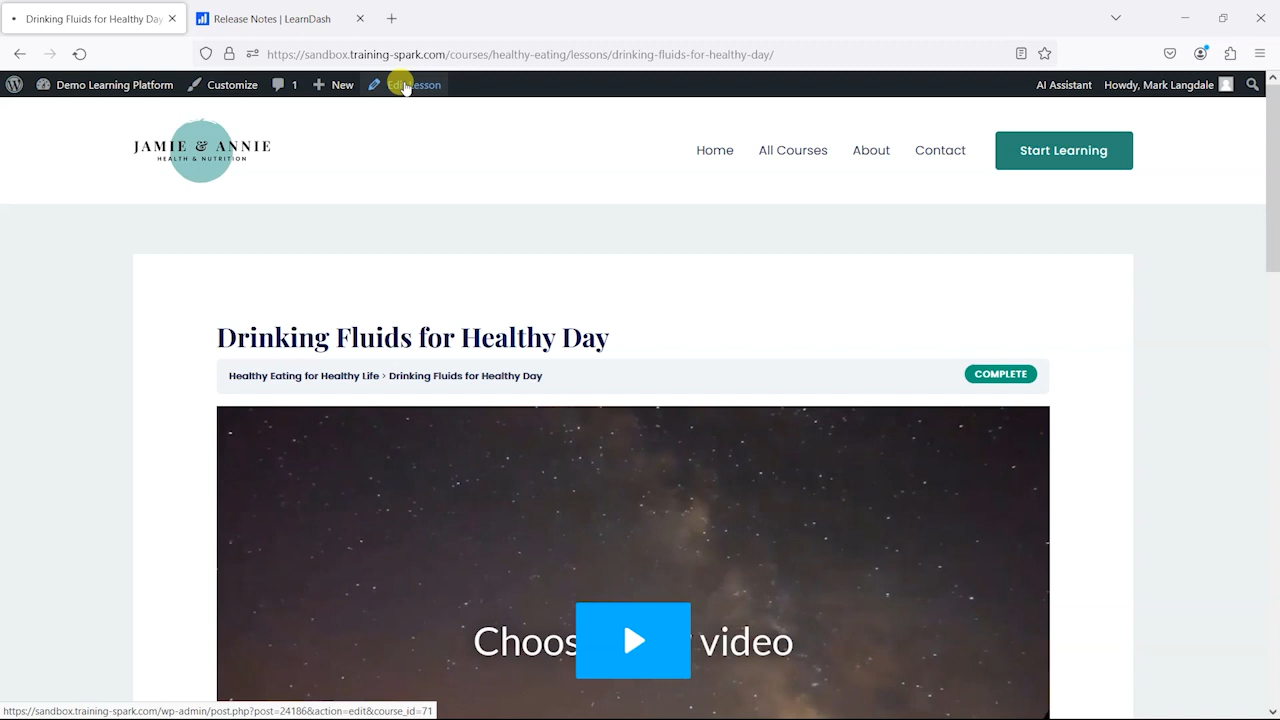 Drinking Fluids for Healthy Day
Release Notes | LearnDash
https://sandbox.training-spark.com/courses/healthy-eating/lessons/drinking-fluids-for-healthy-day/
Demo Learning Platform
Customize
1
New
Edit Lesson
AI Assistant
Howdy, Mark Langdale
JAMIE & ANNIE
HEALTH & NUTRITION
Home
All Courses
About
Contact
Start Learning
Drinking Fluids for Healthy Day
Healthy Eating for Healthy Life > Drinking Fluids for Healthy Day
COMPLETE
Choos video
https://sandbox.training-spark.com/wp-admin/post.php?post=24186&action=edit&course_id=71